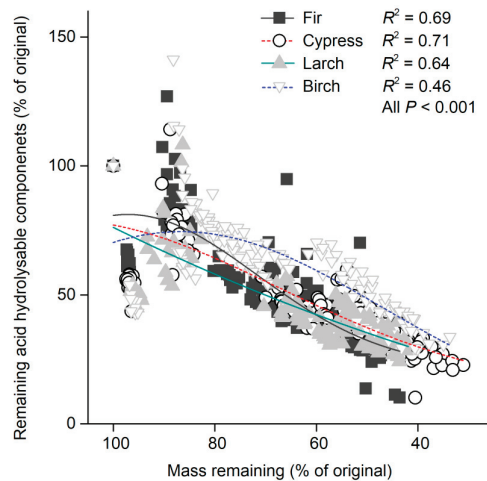 Fir R² = 0.69
Cypress R² = 0.71
Larch R² = 0.64
Birch R² = 0.46
All P < 0.001
150
100
50
0
Remaining acid hydrolysable componenets (% of original)
100 80 60 40
Mass remaining (% of original)